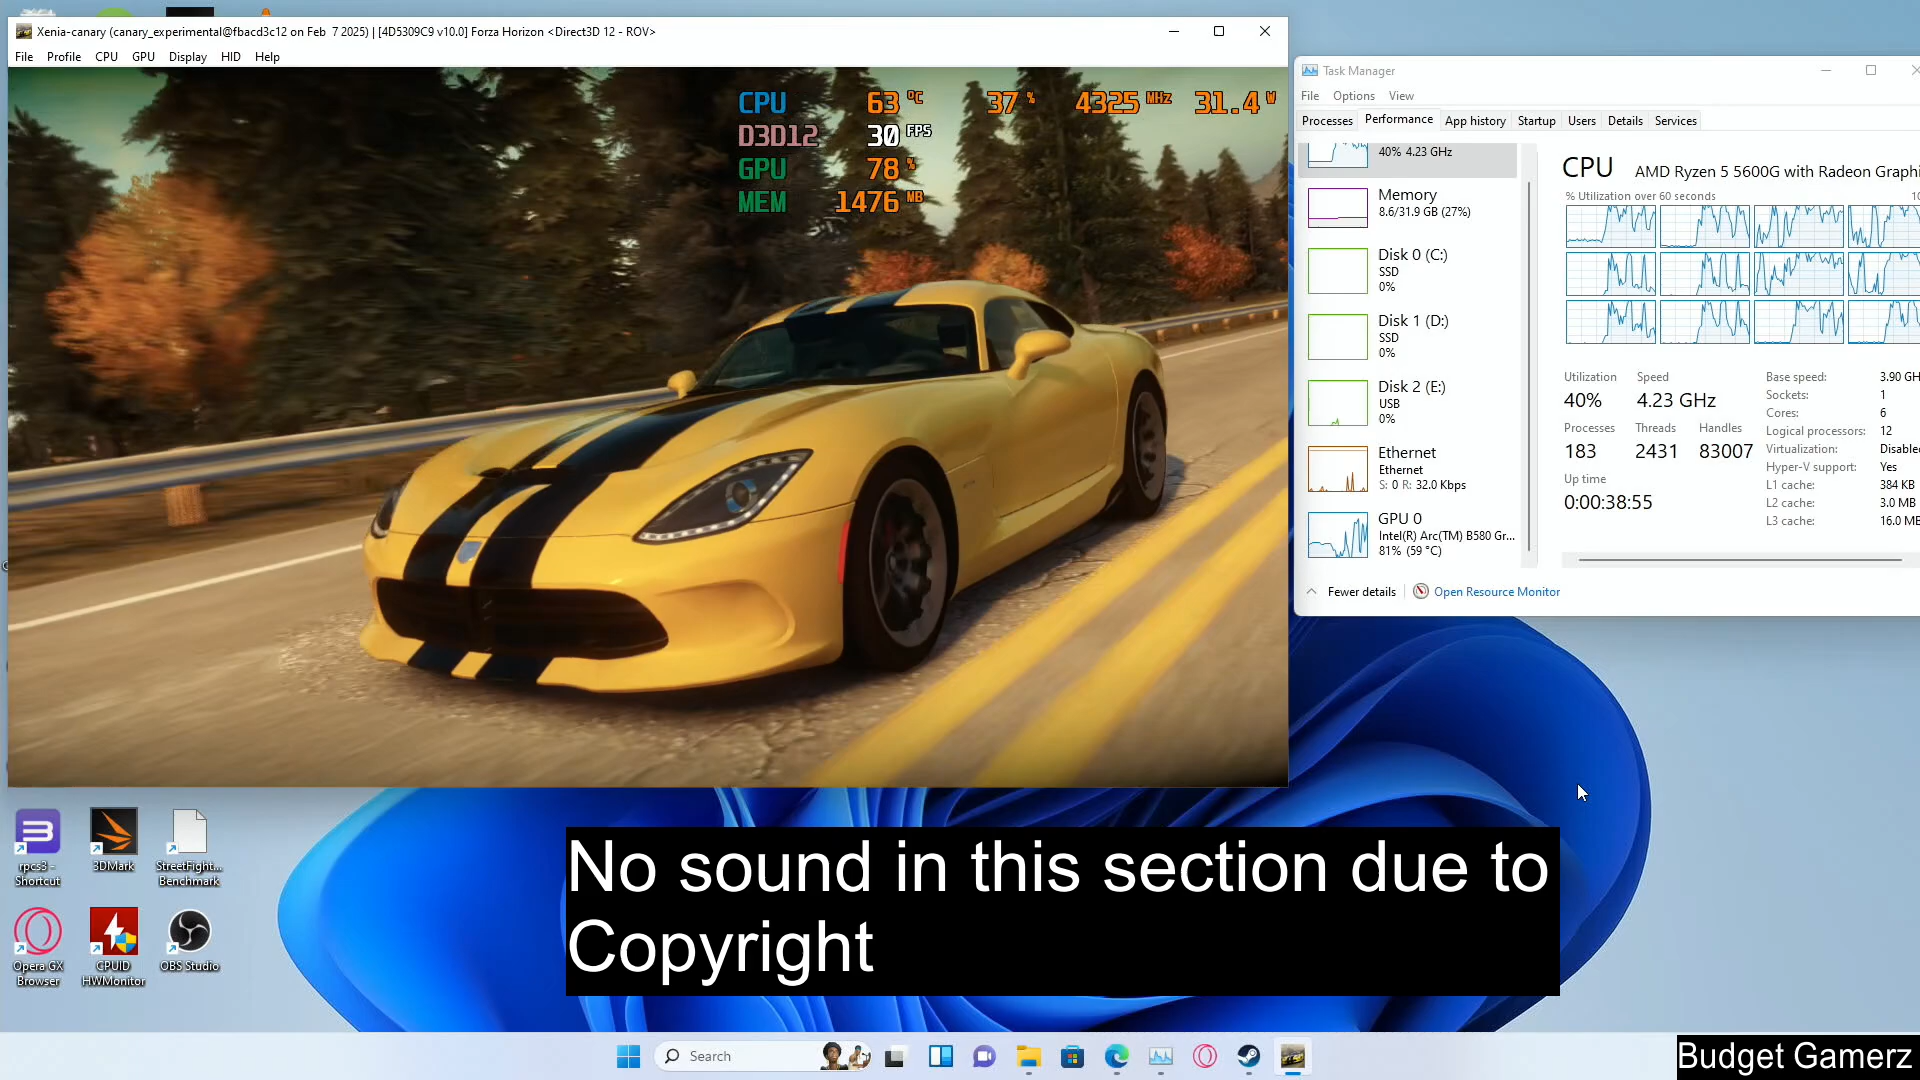 Xenia-canary (canary_experimental@fbacd3c12 on Feb 7 2025) | [4D5309C9 v10.0] Forza Horizon <Direct3D 12 - ROV>
File Profile CPU GPU Display HID Help
CPU 63 °C 37 % 4325 MHz 31.4 W
D3D12 30 FPS
GPU 78 %
MEM 1476 MB
Task Manager
File Options View
Processes Performance App history Startup Users Details Services
40% 4.23 GHz
Memory
8.6/31.9 GB (27%)
Disk 0 (C:)
SSD
0%
Disk 1 (D:)
SSD
0%
Disk 2 (E:)
USB
0%
Ethernet
Ethernet
S: 0 R: 32.0 Kbps
GPU 0
Intel(R) Arc(TM) B580 Gr...
81% (59 °C)
CPU AMD Ryzen 5 5600G with Radeon Graphi
% Utilization over 60 seconds 10
Utilization Speed
40% 4.23 GHz
Processes Threads Handles
183 2431 83007
Up time
0:00:38:55
Base speed: 3.90 GH
Sockets: 1
Cores: 6
Logical processors: 12
Virtualization: Disable
Hyper-V support: Yes
L1 cache: 384 KB
L2 cache: 3.0 MB
L3 cache: 16.0 MB
Fewer details Open Resource Monitor
rpcs3 - Shortcut
3DMark
StreetFight... Benchmark
Opera GX Browser
CPUID HWMonitor
OBS Studio
No sound in this section due to
Copyright
Search
Budget Gamerz